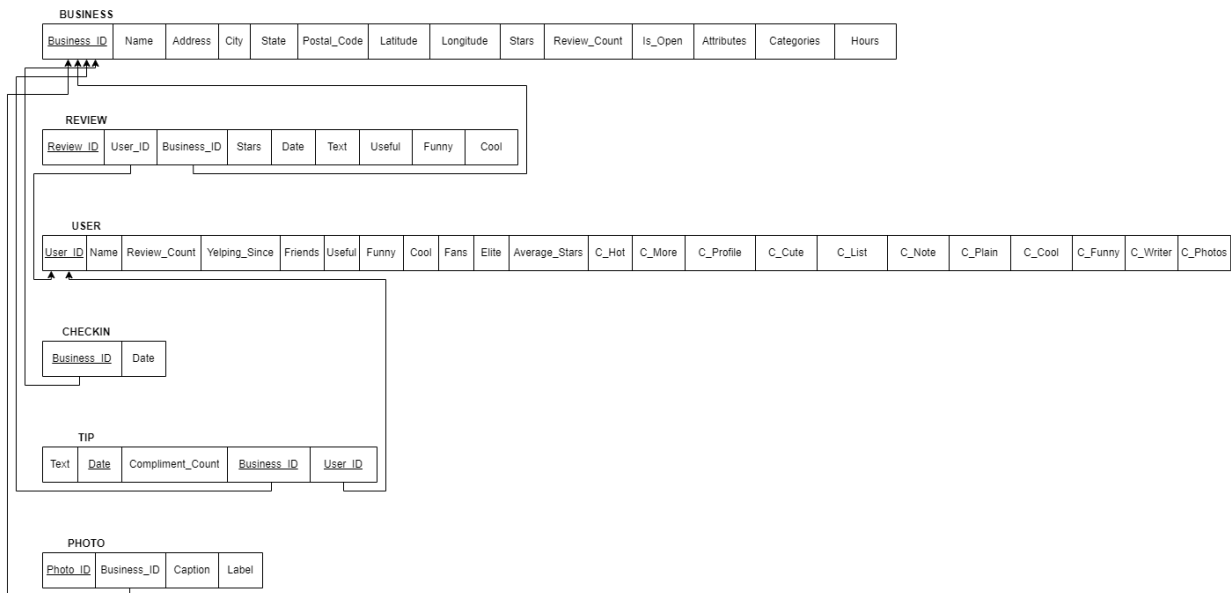 BUSINESS
Business_ID Name Address City State Postal_Code Latitude Longitude Stars Review_Count Is_Open Attributes Categories Hours
REVIEW
Review_ID User_ID Business_ID Stars Date Text Useful Funny Cool
USER
User_ID Name Review_Count Yelping_Since Friends Useful Funny Cool Fans Elite Average_Stars C_Hot C_More C_Profile C_Cute C_List C_Note C_Plain C_Cool C_Funny C_Writer C_Photos
CHECKIN
Business_ID Date
TIP
Text Date Compliment_Count Business_ID User_ID
PHOTO
Photo_ID Business_ID Caption Label